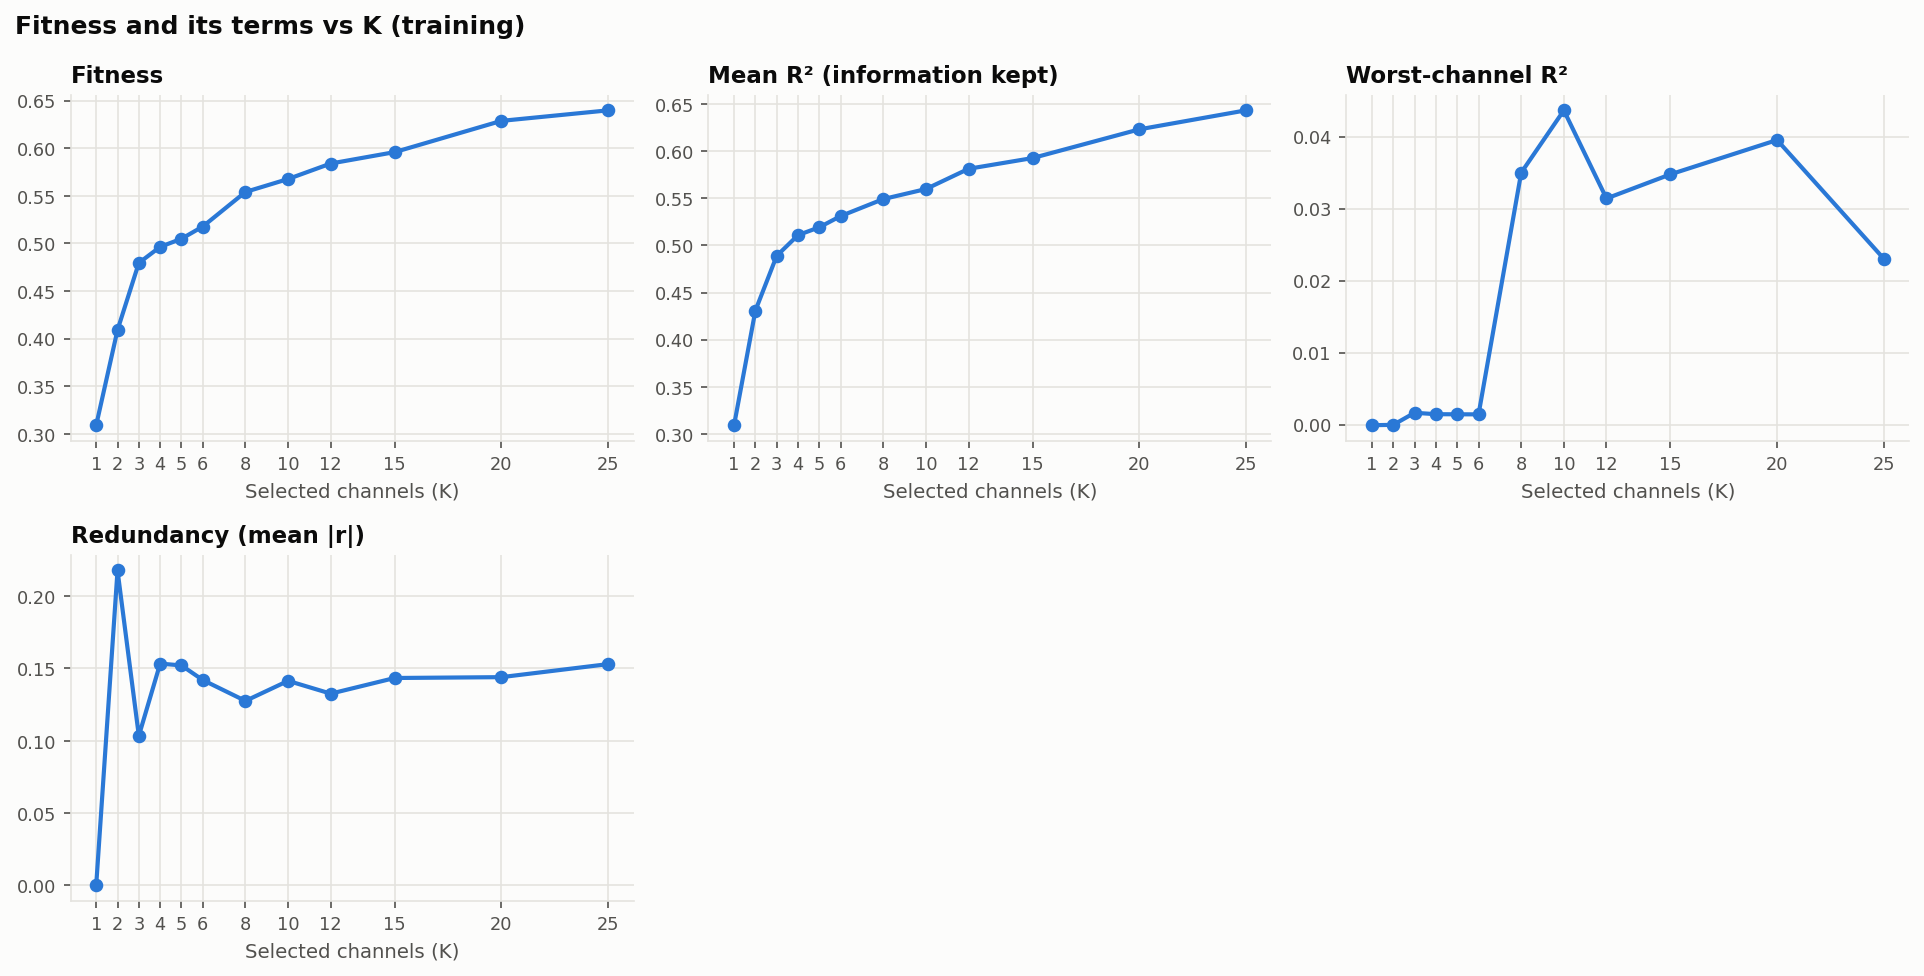 Fitness and its terms vs K (training)
Fitness
0.65
0.60
0.55
0.50
0.45
0.40
0.35
0.30
1 2 3 4 5 6 8 10 12 15 20 25
Selected channels (K)
Mean R² (information kept)
0.65
0.60
0.55
0.50
0.45
0.40
0.35
0.30
1 2 3 4 5 6 8 10 12 15 20 25
Selected channels (K)
Worst-channel R²
0.04
0.03
0.02
0.01
0.00
1 2 3 4 5 6 8 10 12 15 20 25
Selected channels (K)
Redundancy (mean |r|)
0.20
0.15
0.10
0.05
0.00
1 2 3 4 5 6 8 10 12 15 20 25
Selected channels (K)